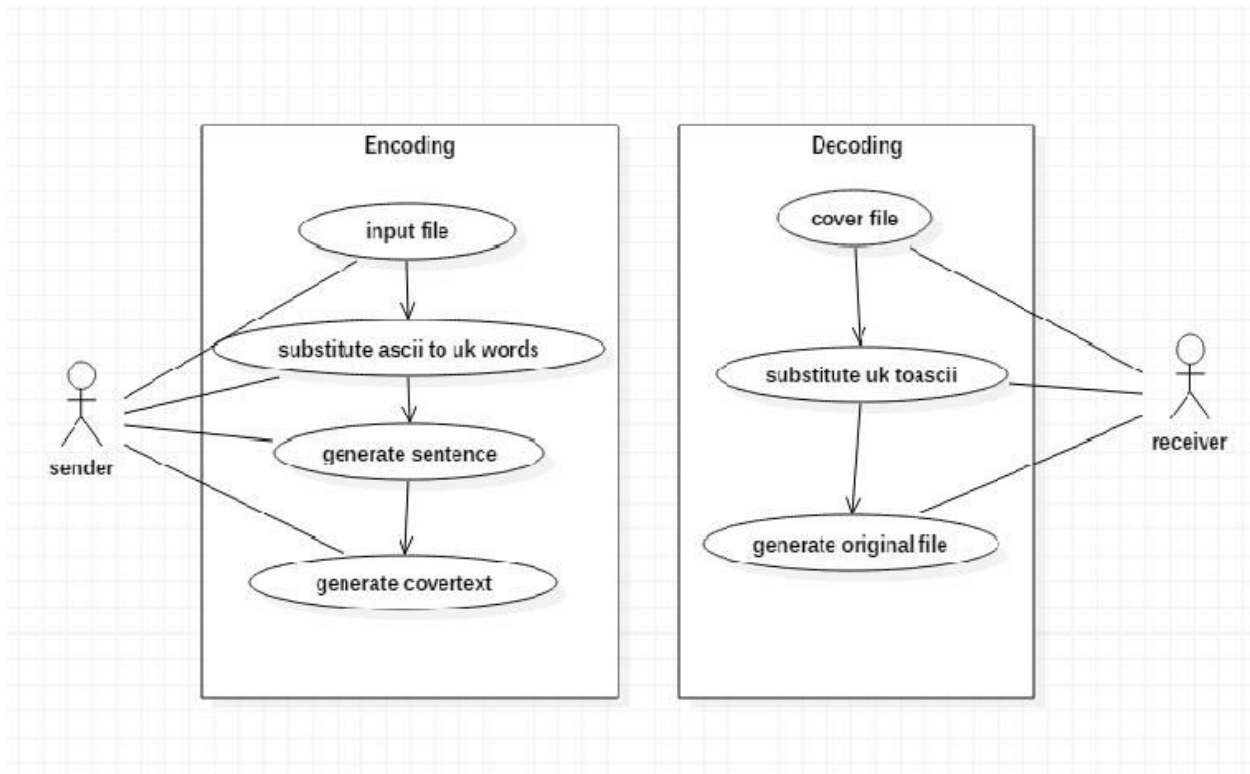 Encoding
input file
substitute ascii to uk words
generate sentence
generate covertext
sender
Decoding
cover file
substitute uk toascii
generate original file
receiver